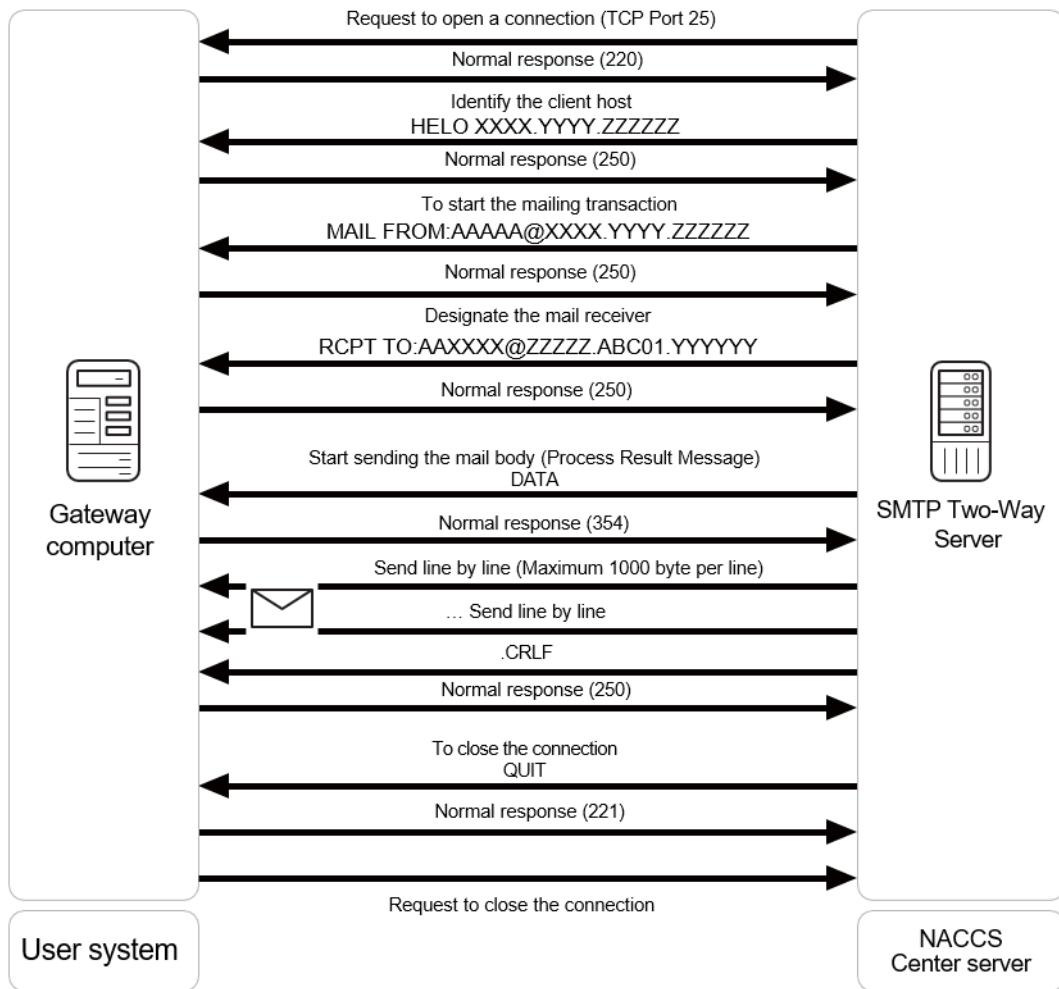 Request to open a connection (TCP Port 25)
Normal response (220)
Identify the client host
HELO XXXX.YYYY.ZZZZZZ
Normal response (250)
To start the mailing transaction
MAIL FROM:AAAAA@XXXX.YYYY.ZZZZZZ
Normal response (250)
Designate the mail receiver
RCPT TO:AAXXXX@ZZZZZ.ABC01.YYYYYY
Normal response (250)
Start sending the mail body (Process Result Message)
DATA
Gateway
computer
SMTP Two-Way
Server
Normal response (354)
Send line by line (Maximum 1000 byte per line)
... Send line by line
.CRLF
Normal response (250)
To close the connection
QUIT
Normal response (221)
Request to close the connection
User system
NACCS
Center server